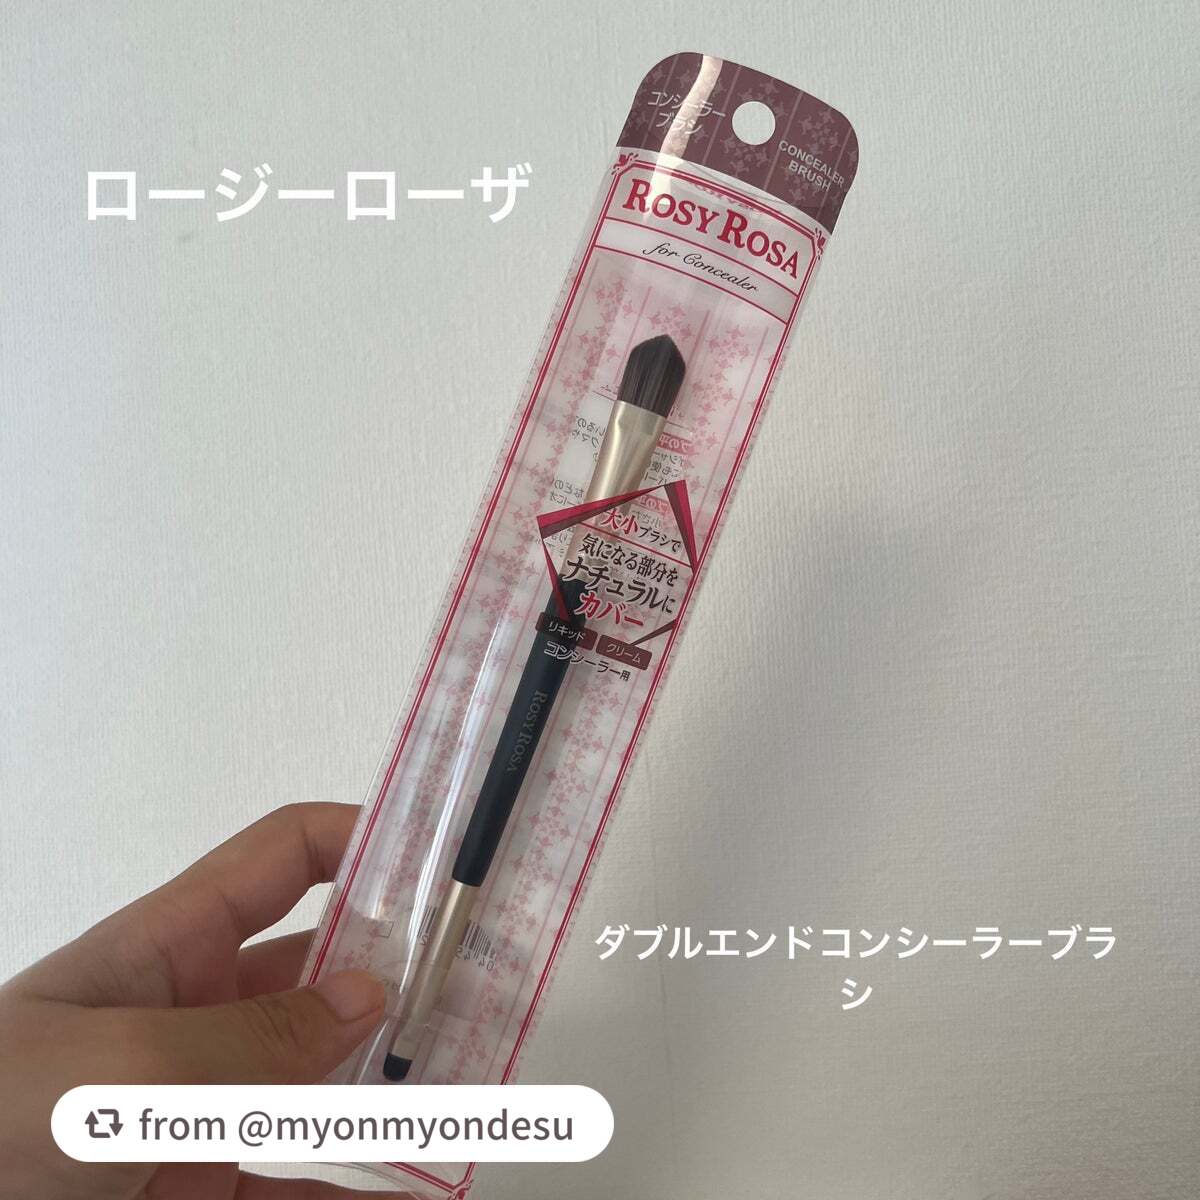 コンシーラー
ブラシ
CONCEALER
BRUSH
ロージーローザ
ROSY ROSA
for Concealer
大小ブラシで
気になる部分を
ナチュラルに
カバー
リキッド クリーム
コンシーラー用
ROSY ROSA
ダブルエンドコンシーラーブラ
シ
from @myonmyondesu